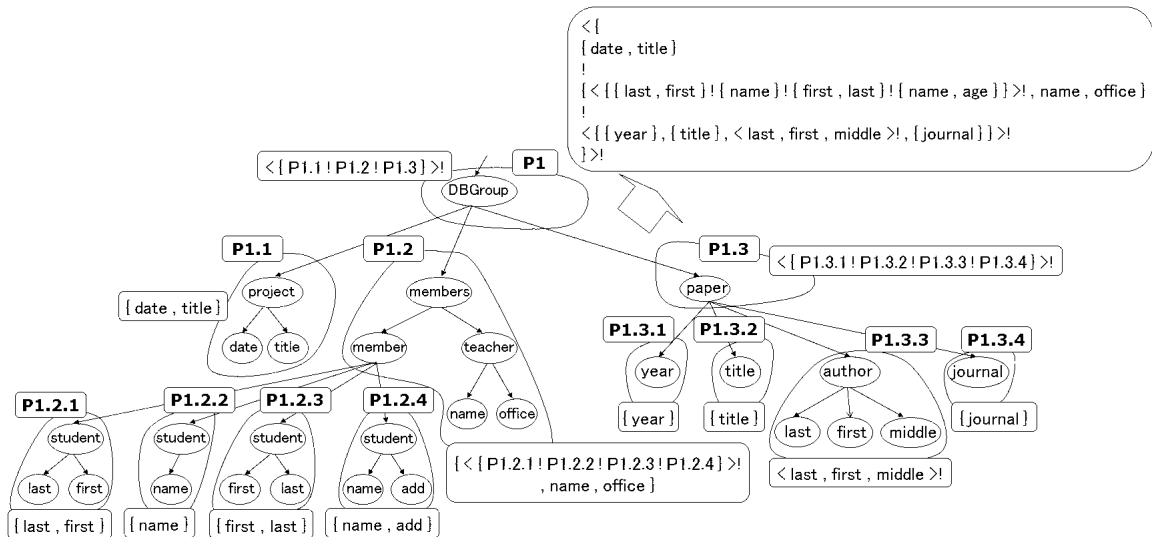 < {
{ date , title }
!
{ < { { last , first } ! { name } ! { first , last } ! { name , age } } > ! , name , office }
!
< { { year } , { title } , < last , first , middle > ! , { journal } } > !
} > !
< { P1.1 ! P1.2 ! P1.3 } > !
P1
DBGroup
P1.1
P1.2
P1.3
< { P1.3.1 ! P1.3.2 ! P1.3.3 ! P1.3.4 } > !
project
members
paper
{ date , title }
date
title
member
teacher
P1.3.1
P1.3.2
P1.3.3
P1.3.4
year
title
author
journal
P1.2.1
P1.2.2
P1.2.3
P1.2.4
name
office
{ year }
{ title }
{ journal }
student
student
student
student
last
first
middle
{ < { P1.2.1 ! P1.2.2 ! P1.2.3 ! P1.2.4 } > !
, name , office }
< last , first , middle > !
last
first
name
first
last
name
add
{ last , first }
{ name }
{ first , last }
{ name , add }